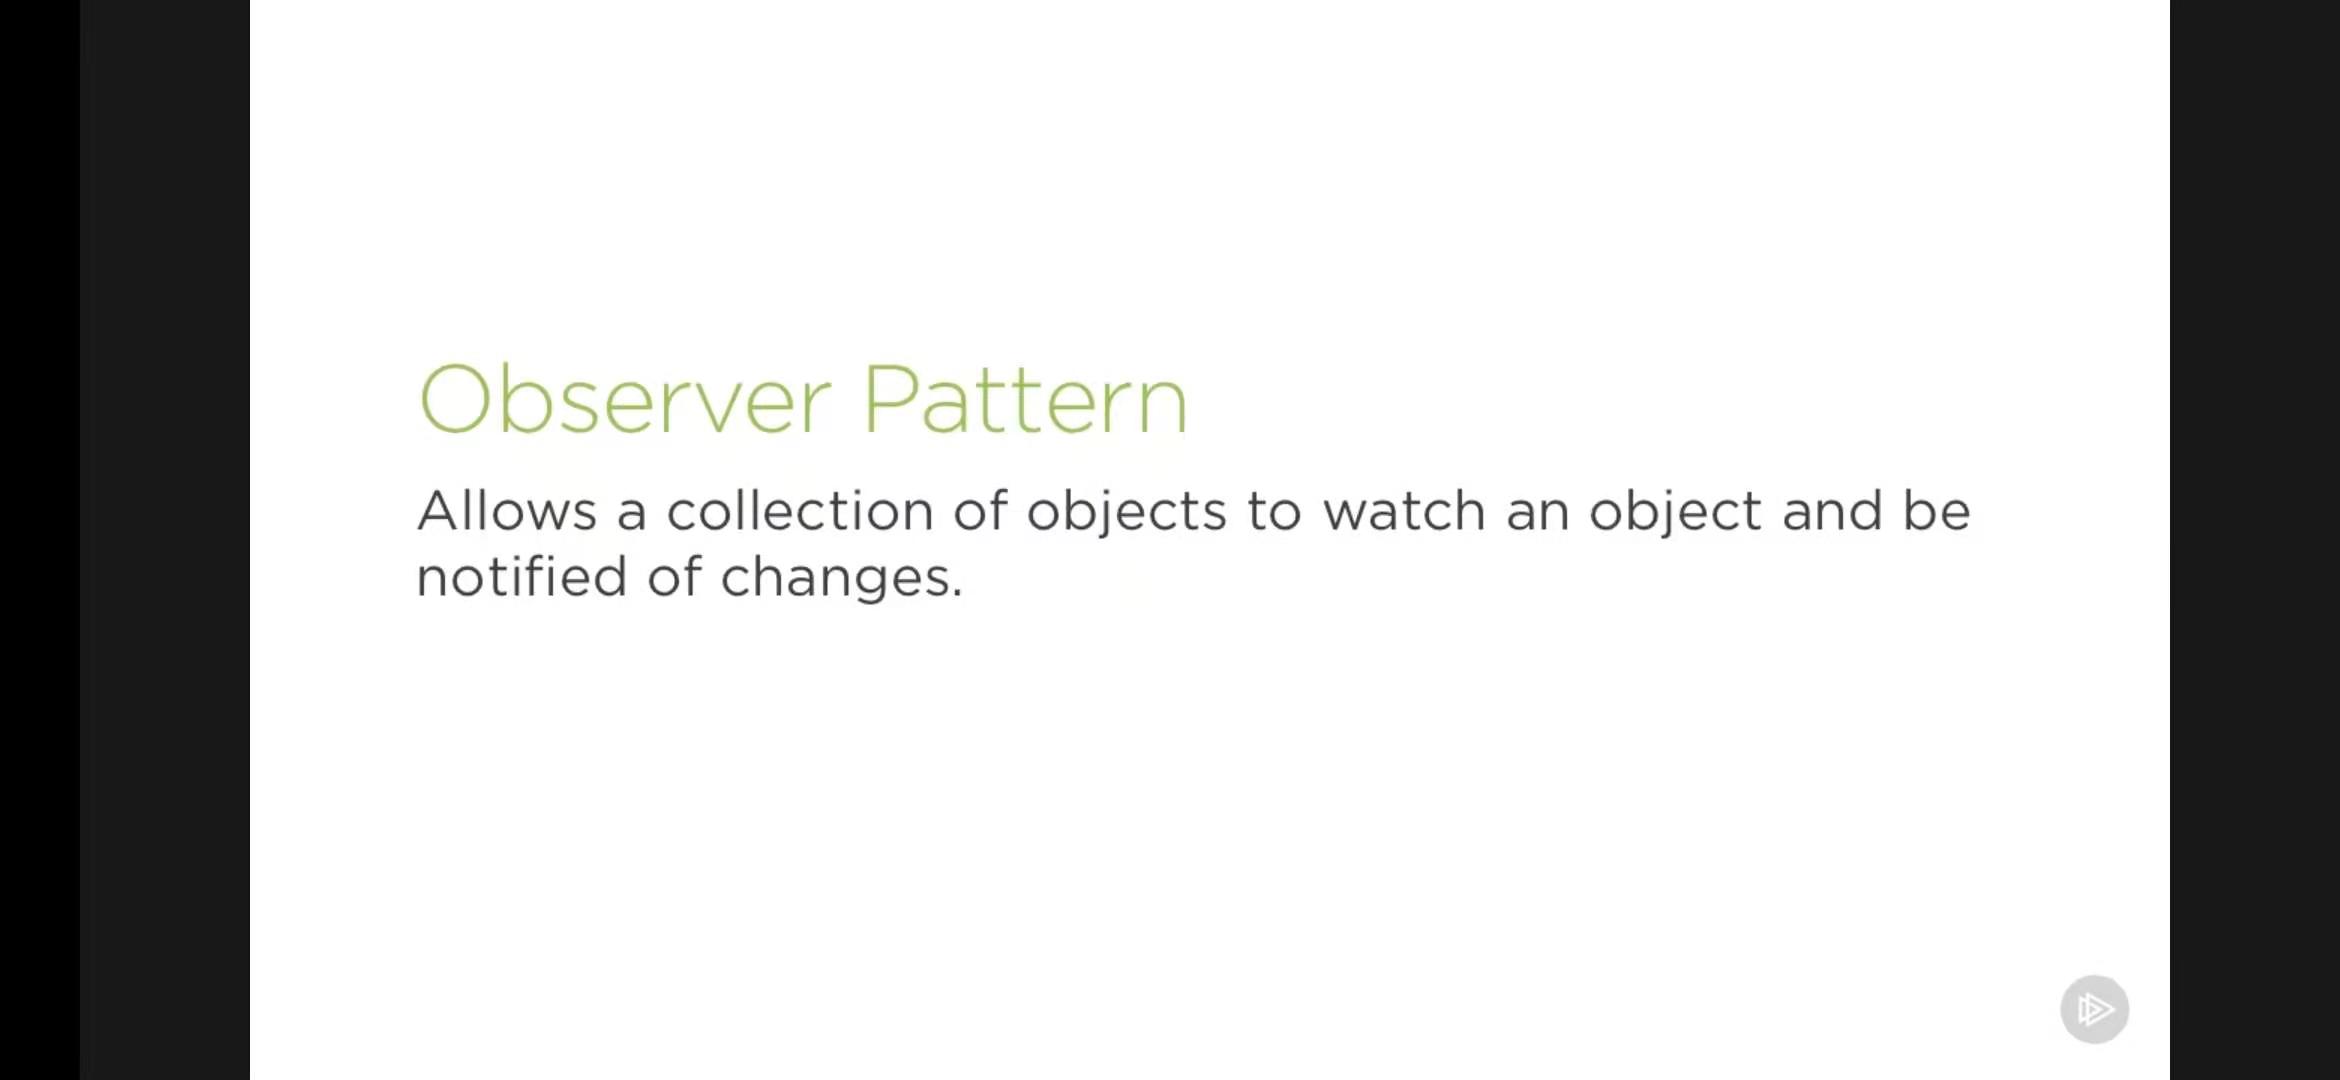 Observer Pattern
Allows a collection of objects to watch an object and be
notified of changes.